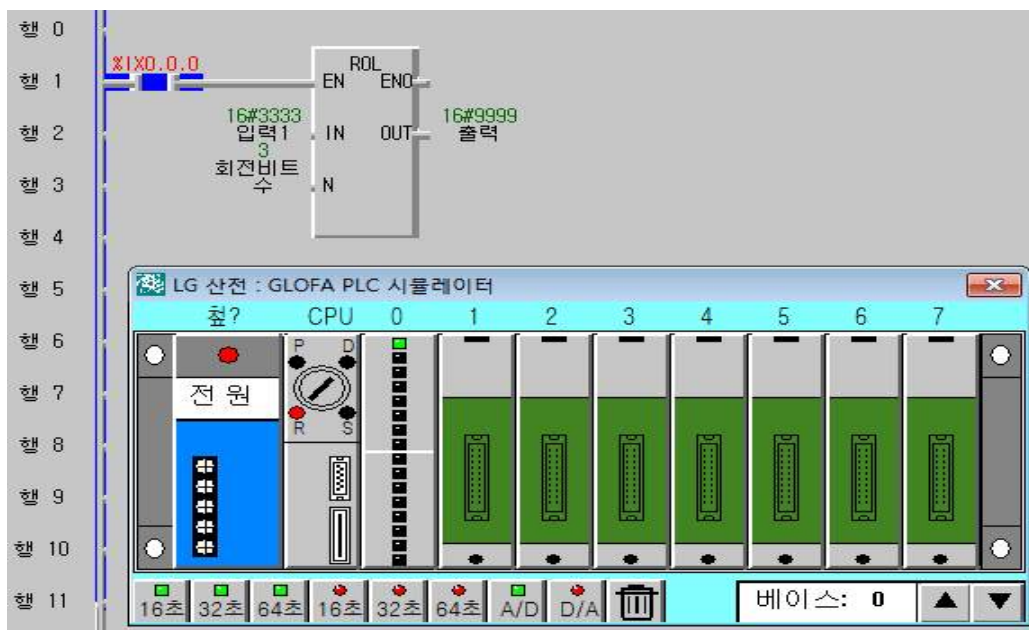 행 0
%IX0.0.0
ROL
행 1
EN ENO
16#3333
16#9999
행 2
입력1 IN OUT 출력
3
회전비트
행 3
수 N
행 4
행 5
LG 산전 : GLOFA PLC 시뮬레이터
첲? CPU 0 1 2 3 4 5 6 7
행 6
P D
행 7
전 원
R S
행 8
행 9
행 10
행 11
16초 32초 64초 16초 32초 64초 A/D D/A
베이스: 0